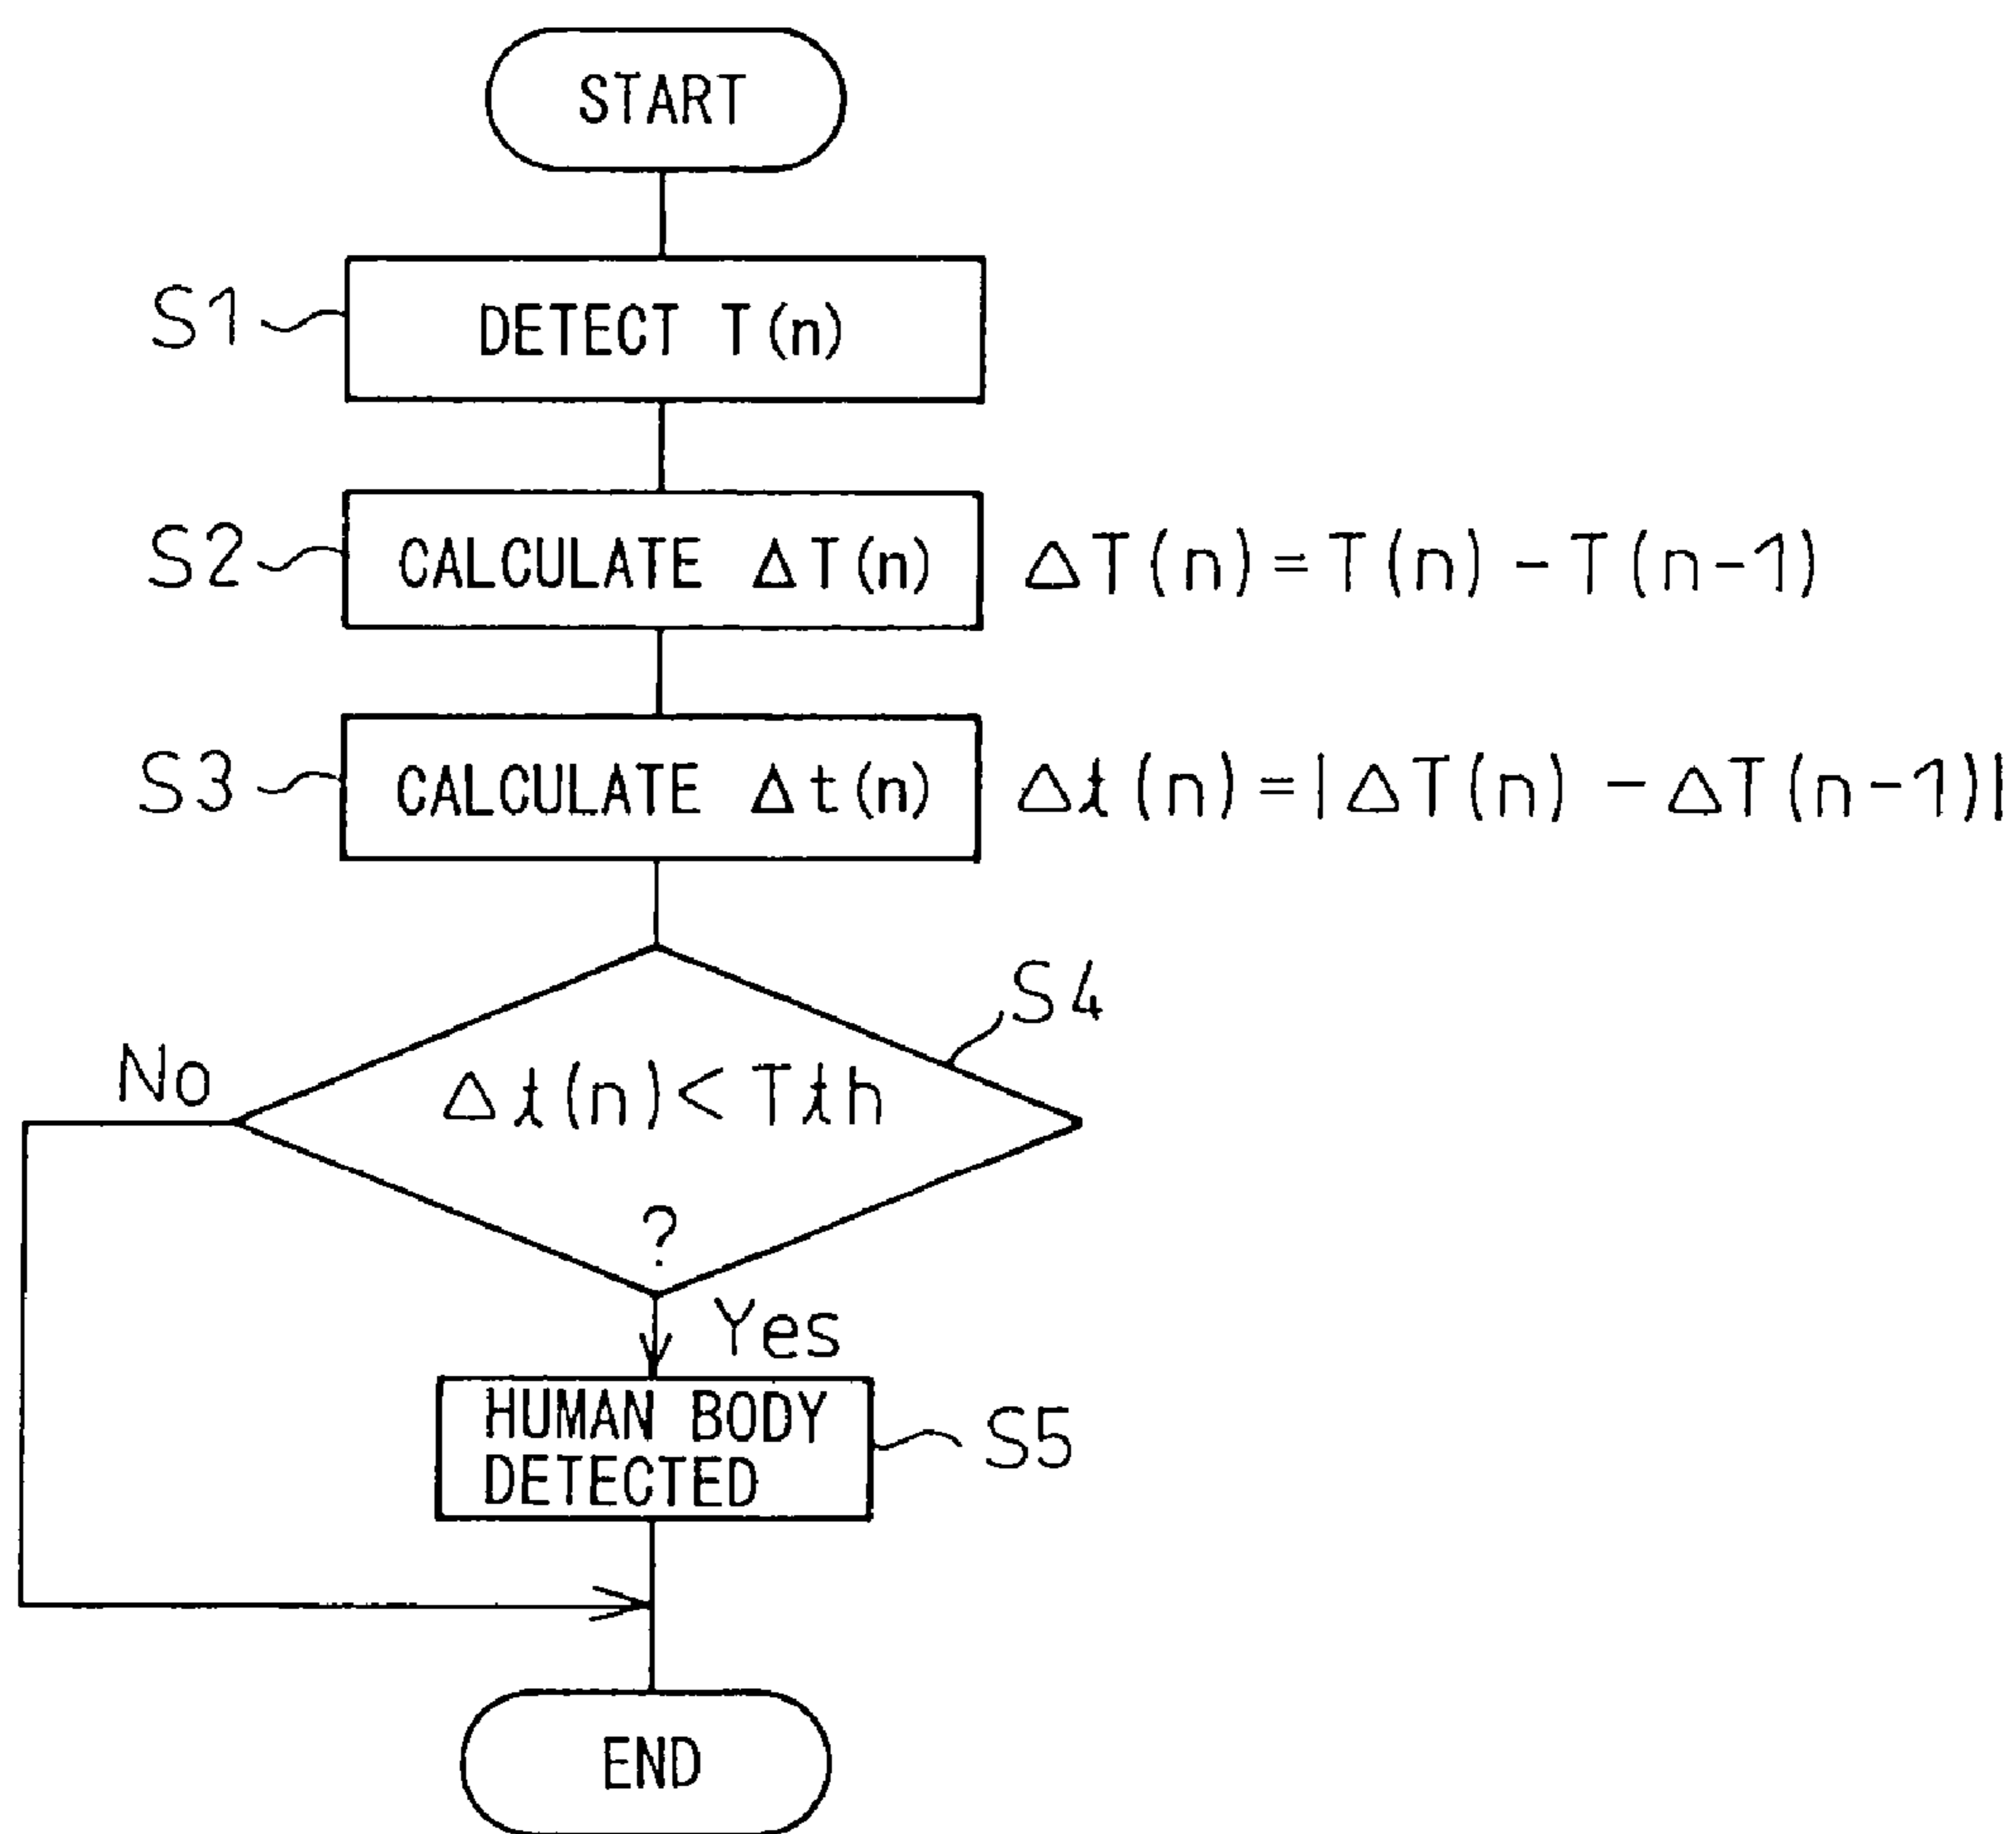 START
S1
DETECT T(n)
S2
CALCULATE ΔT(n)
ΔT(n)=T(n)-T(n-1)
S3
CALCULATE Δt(n)
Δt(n)=|ΔT(n)-ΔT(n-1)|
S4
No
Δt(n)<Tth
?
Yes
HUMAN BODY
DETECTED
S5
END